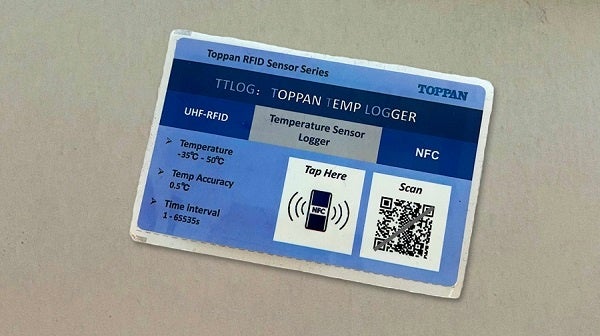 Toppan RFID Sensor Series
TOPPAN
TTLOG: TOPPAN TEMP LOGGER
UHF-RFID
Temperature Sensor
Logger
NFC
Temperature
-35℃ - 50℃
Temp Accuracy
0.5℃
Time interval
1 - 65535s
Tap Here
NFC
Scan